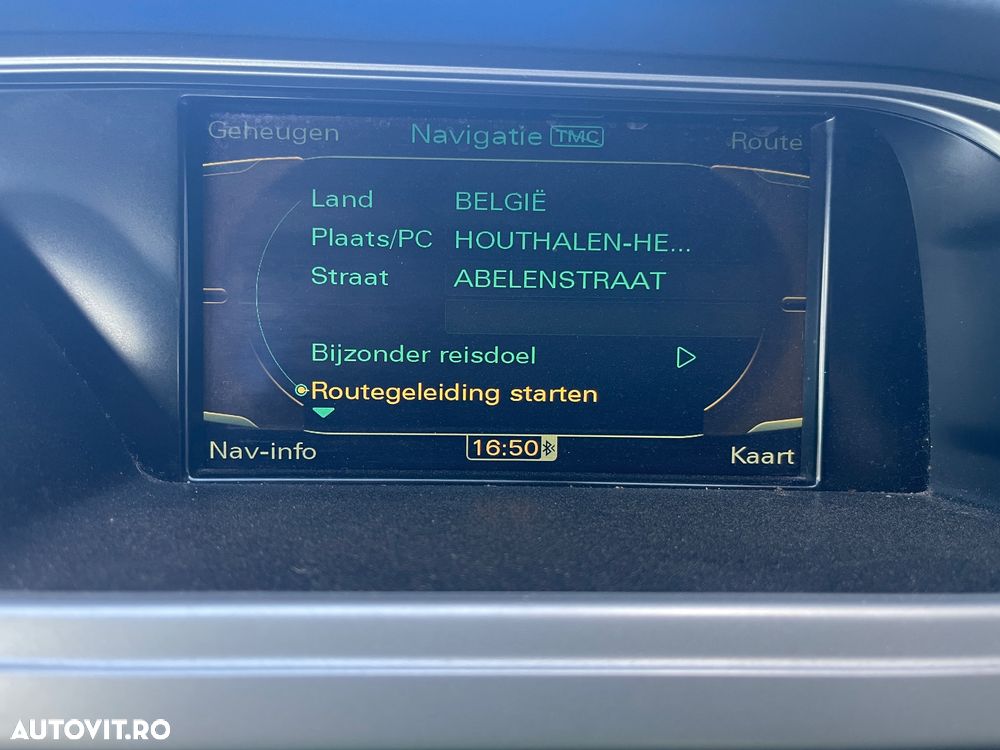 Geheugen Navigatie TMC Route
Land BELGIË
Plaats/PC HOUTHALEN-HE...
Straat ABELENSTRAAT
Bijzonder reisdoel
Routegeleiding starten
Nav-info 16:50 Kaart
AUTOVIT.RO